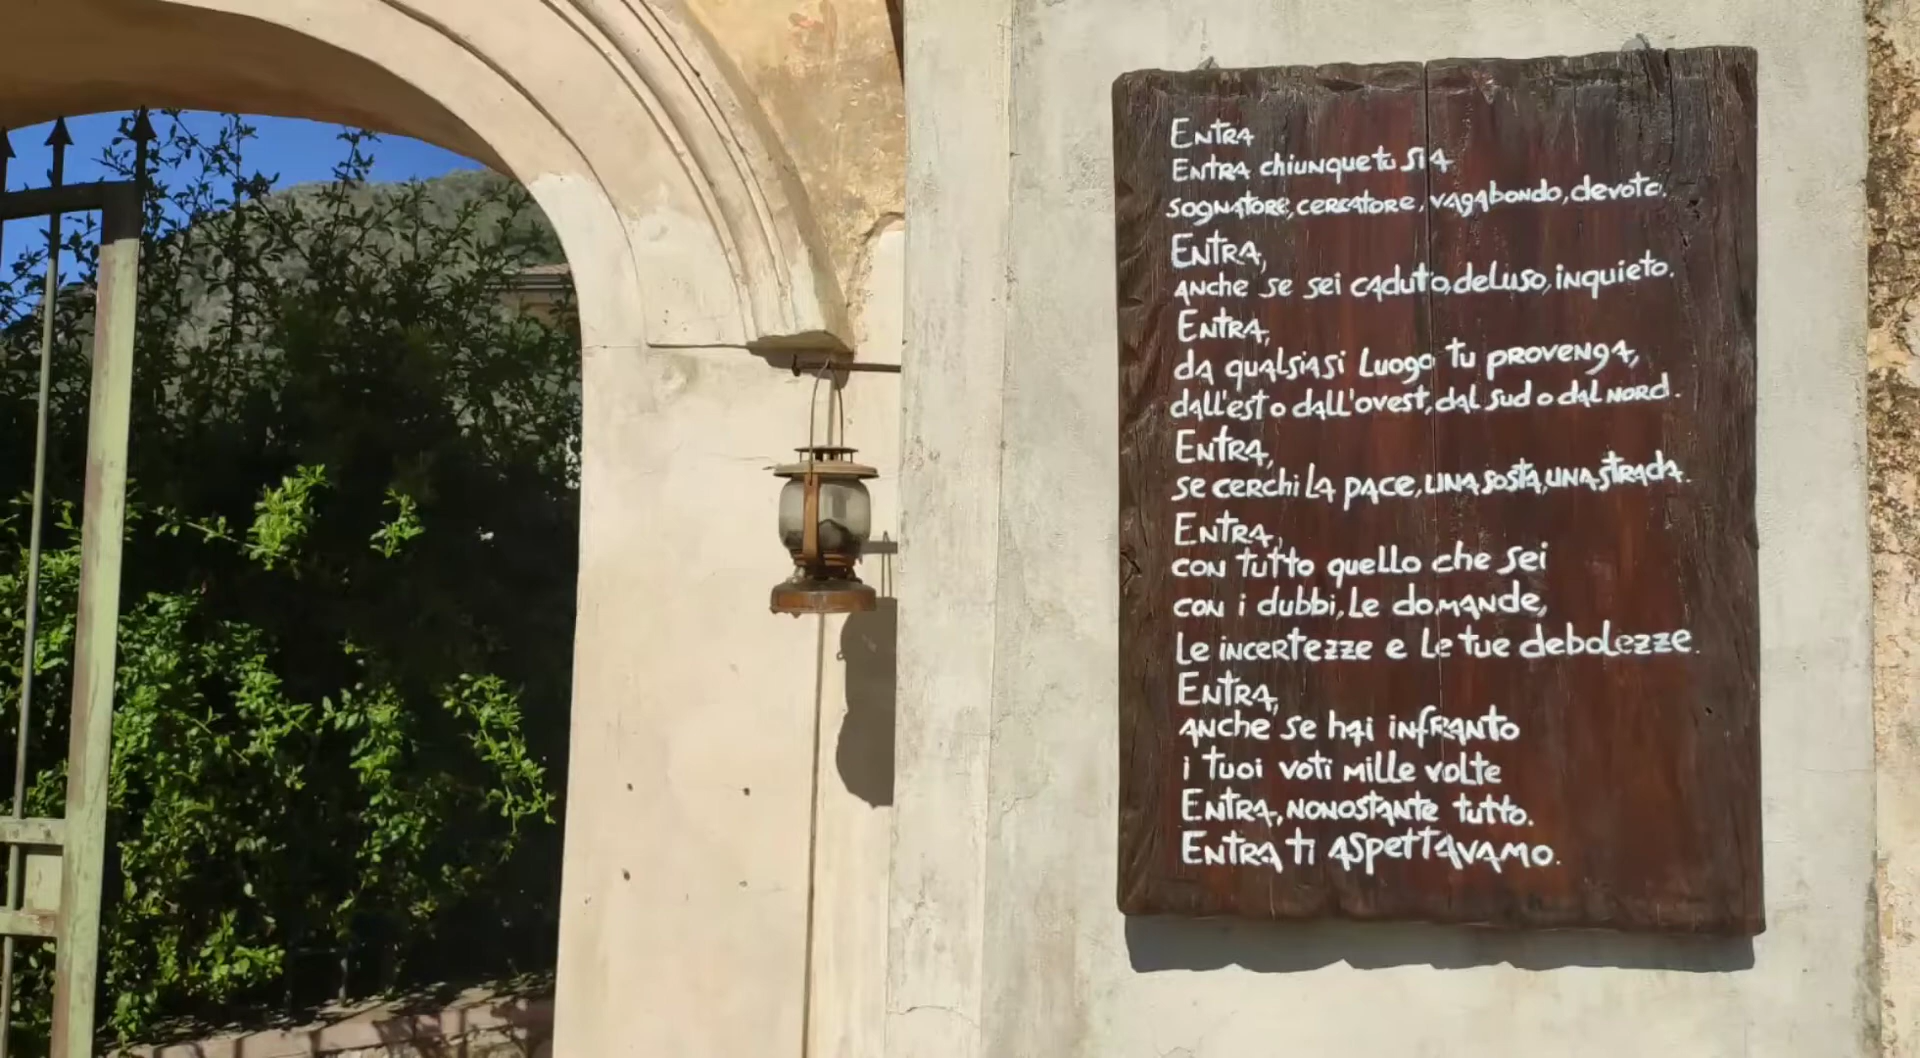 Entra
Entra chiunque tu sia
sognatore, cercatore, vagabondo, devoto.
Entra,
anche se sei caduto, deluso, inquieto.
Entra,
da qualsiasi luogo tu provenga,
dall'est o dall'ovest, dal sud o dal nord.
Entra,
se cerchi la pace, una sosta, una strada.
Entra,
con tutto quello che sei
con i dubbi, le domande,
le incertezze e le tue debolezze.
Entra,
anche se hai infranto
i tuoi voti mille volte
Entra, nonostante tutto.
Entra ti aspettavamo.